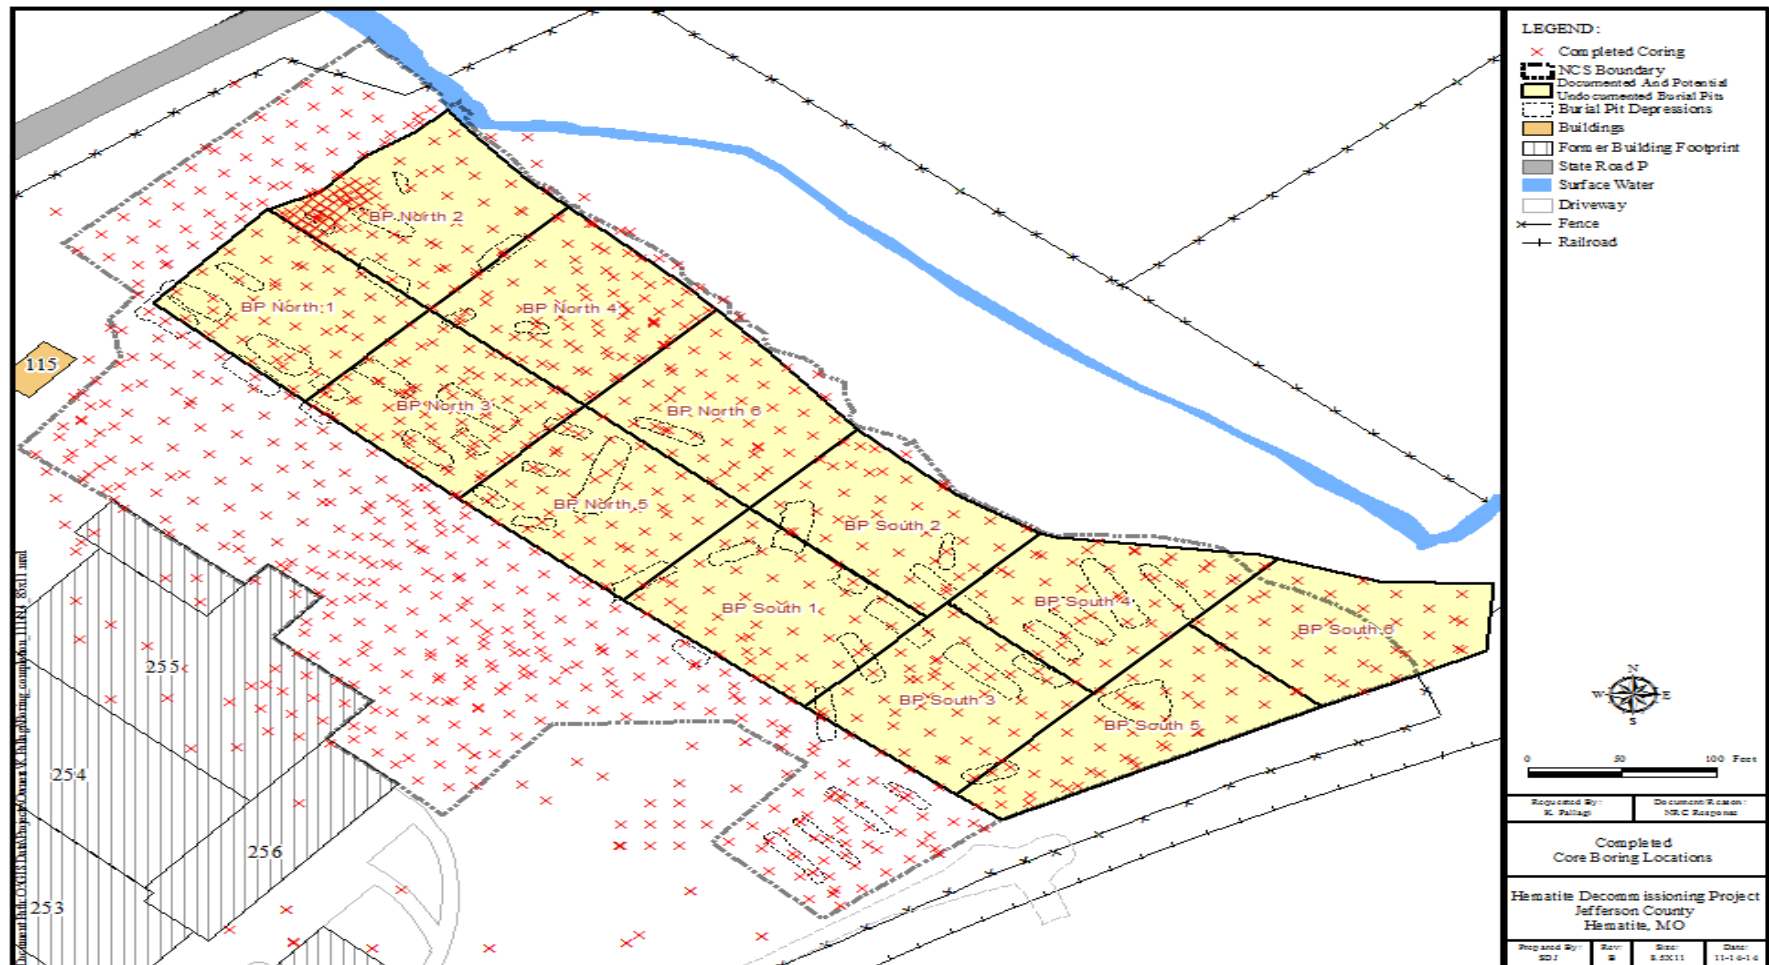 LEGEND:
Completed Coring
NCS Boundary
Documented And Potential
Undocumented Burial Pits
Burial Pit Depressions
Buildings
Former Building Footprint
State Road P
Surface Water
Driveway
Fence
Railroad
BP North 2
BP North 1
BP North 4
115
BP North 3
BP North 6
BP North 5
BP South 2
BP South 1
BP South 4
BP South 6
255
BP South 3
BP South 5
254
256
253
N
W
E
S
0 50 100 Feet
Requested By:
K. Pallagi
Document/Reason:
NRC Response
Completed
Core Boring Locations
Hematite Decommissioning Project
Jefferson County
Hematite, MO
Prepared By:
SDJ
Rev:
B
Size:
8.5X11
Date:
11-14-14